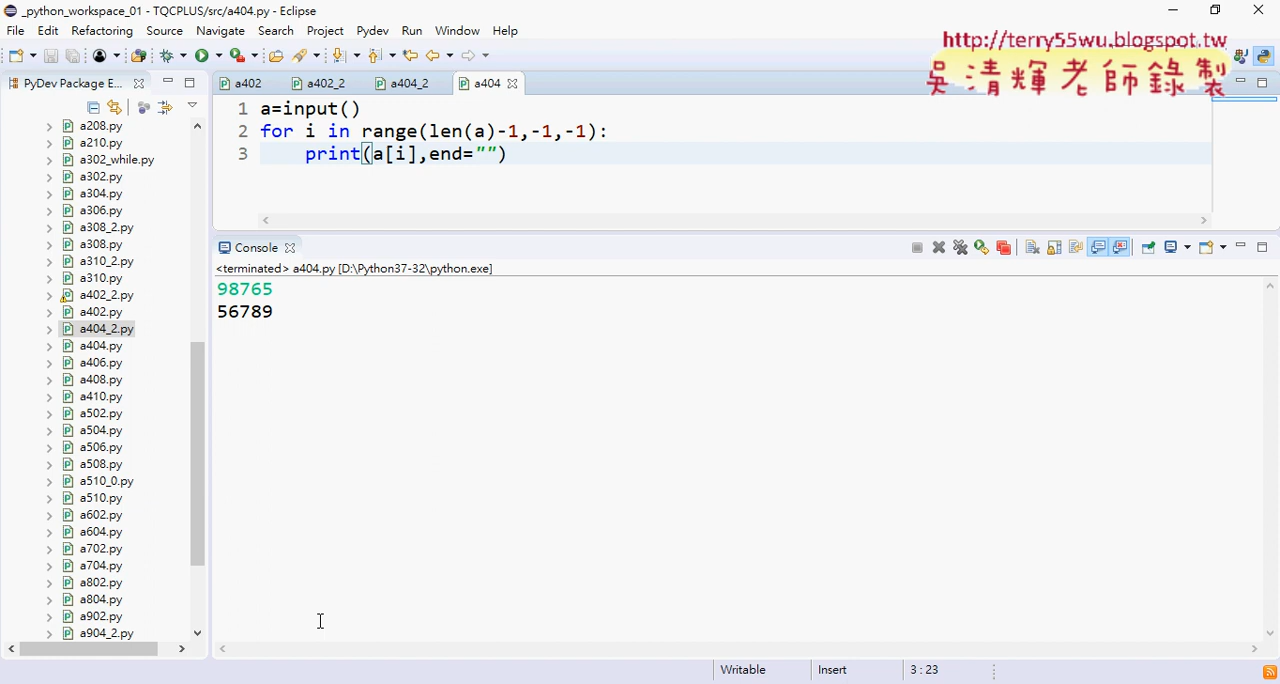 _python_workspace_01 - TQCPLUS/src/a404.py - Eclipse
File Edit Refactoring Source Navigate Search Project Pydev Run Window Help
http://terry55wu.blogspot.tw
吳清輝老師錄製
PyDev Package E...
a208.py
a210.py
a302_while.py
a302.py
a304.py
a306.py
a308_2.py
a308.py
a310_2.py
a310.py
a402_2.py
a402.py
a404_2.py
a404.py
a406.py
a408.py
a410.py
a502.py
a504.py
a506.py
a508.py
a510_0.py
a510.py
a602.py
a604.py
a702.py
a704.py
a802.py
a804.py
a902.py
a904_2.py
a402 a402_2 a404_2 a404
1 a=input()
2 for i in range(len(a)-1,-1,-1):
3     print(a[i],end="")
Console
<terminated> a404.py [D:\Python37-32\python.exe]
98765
56789
Writable Insert 3 : 23